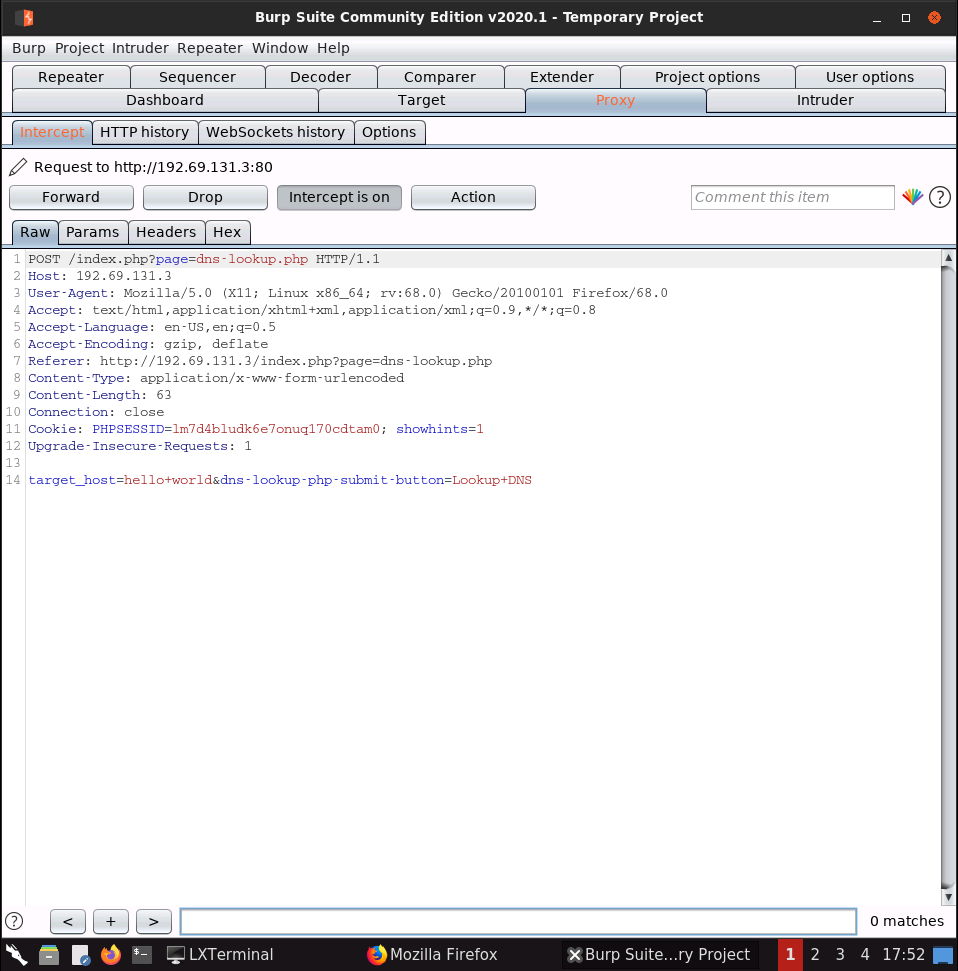 Burp Suite Community Edition v2020.1 - Temporary Project
Burp Project Intruder Repeater Window Help
Repeater Sequencer Decoder Comparer Extender Project options User options
Dashboard Target Proxy Intruder
Intercept HTTP history WebSockets history Options
Request to http://192.69.131.3:80
Forward Drop Intercept is on Action Comment this item ?
Raw Params Headers Hex
1 POST /index.php?page=dns-lookup.php HTTP/1.1
2 Host: 192.69.131.3
3 User-Agent: Mozilla/5.0 (X11; Linux x86_64; rv:68.0) Gecko/20100101 Firefox/68.0
4 Accept: text/html,application/xhtml+xml,application/xml;q=0.9,*/*;q=0.8
5 Accept-Language: en-US,en;q=0.5
6 Accept-Encoding: gzip, deflate
7 Referer: http://192.69.131.3/index.php?page=dns-lookup.php
8 Content-Type: application/x-www-form-urlencoded
9 Content-Length: 63
10 Connection: close
11 Cookie: PHPSESSID=lm7d4bludk6e7onuq170cdtam0; showhints=1
12 Upgrade-Insecure-Requests: 1
13
14 target_host=hello+world&dns-lookup-php-submit-button=Lookup+DNS
? < + > 0 matches
$- LXTerminal Mozilla Firefox Burp Suite...ry Project 1 2 3 4 17:52